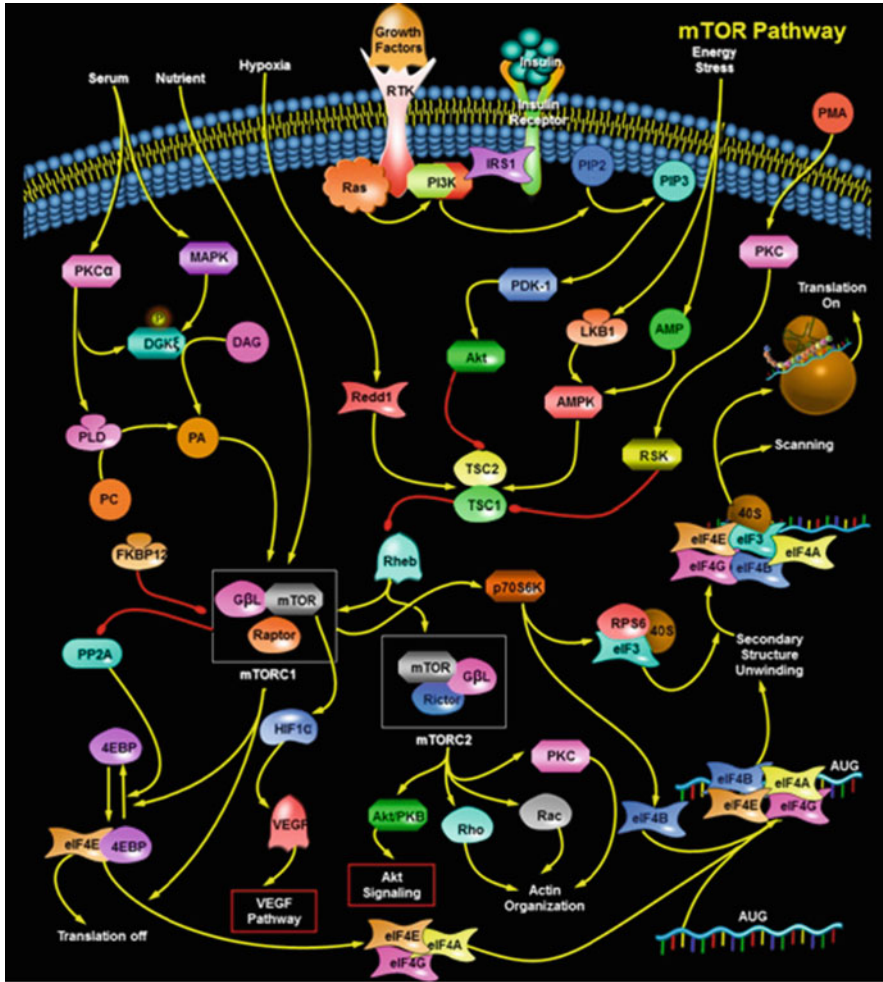 mTOR Pathway
Growth
Factors
Insulin
Energy
Stress
Serum
Nutrient
Hypoxia
RTK
Insulin
Receptor
PMA
Ras
PI3K
IRS1
PIP2
PIP3
PKCα
MAPK
PKC
PDK-1
Translation
On
P
DGKξ
DAG
LKB1
AMP
Akt
Redd1
AMPK
PLD
PA
RSK
Scanning
TSC2
TSC1
PC
40S
eIF4E
eIF3
eIF4A
eIF4G
eIF4B
FKBP12
Rheb
GβL
mTOR
Raptor
mTORC1
p70S6K
RPS6
40S
eIF3
Secondary
Structure
Unwinding
PP2A
mTOR
GβL
Rictor
mTORC2
HIF1α
4EBP
PKC
AUG
eIF4B
eIF4A
eIF4E
eIF4G
Akt/PKB
Rho
Rac
eIF4B
VEGF
eIF4E
4EBP
Akt
Signaling
Actin
Organization
VEGF
Pathway
Translation off
eIF4E
eIF4A
eIF4G
AUG